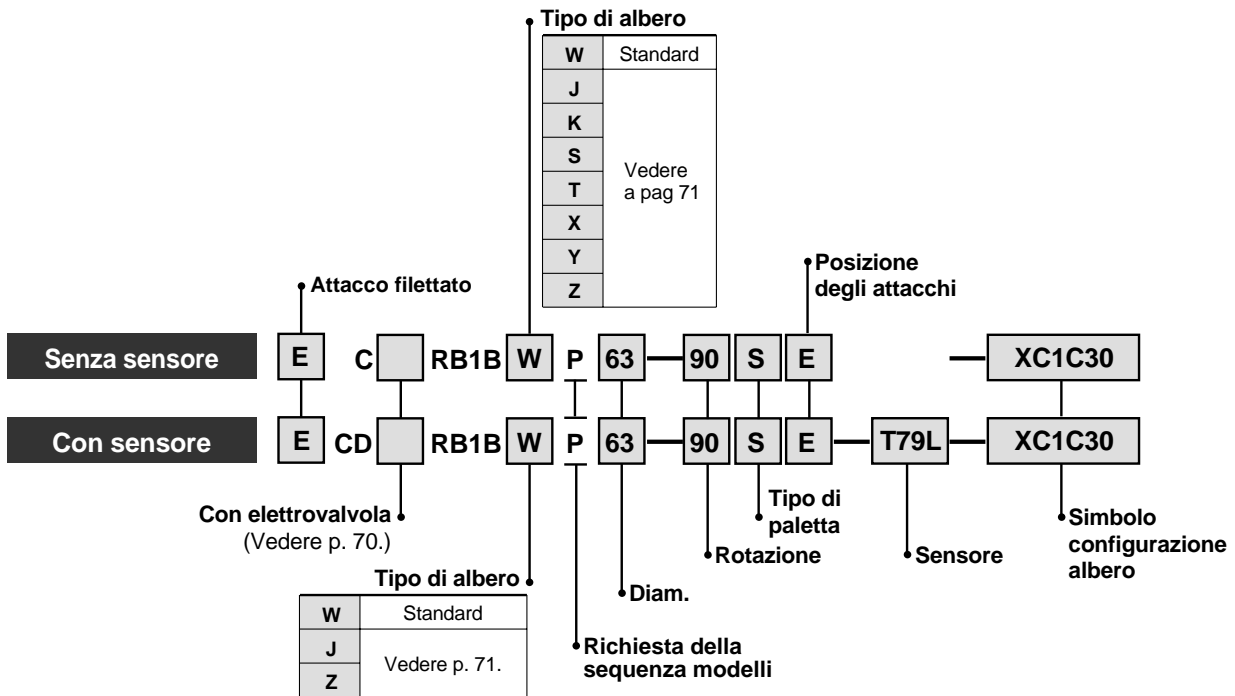 Tipo di albero
W Standard
J
K
S
T
X
Y
Z
Vedere
a pag 71
Attacco filettato
Posizione
degli attacchi
Senza sensore E C RB1B W P 63 90 S E XC1C30
Con sensore E CD RB1B W P 63 90 S E T79L XC1C30
Con elettrovalvola
(Vedere p. 70.)
Tipo di
paletta
Simbolo
configurazione
albero
Rotazione
Sensore
Tipo di albero
W Standard
J
Z
Vedere p. 71.
Diam.
Richiesta della
sequenza modelli